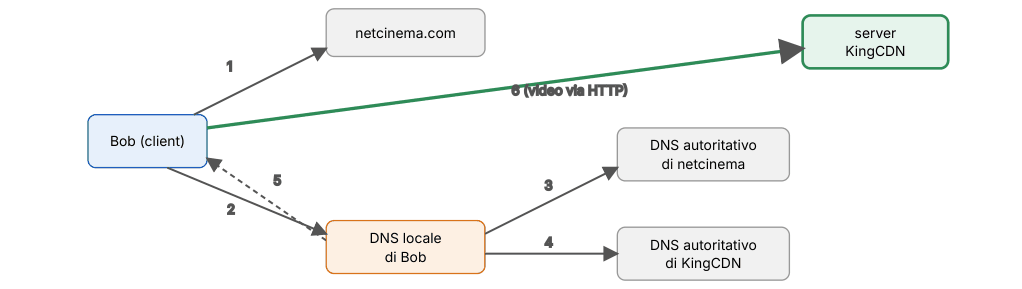 netcinema.com
server
KingCDN
1
6 (video via HTTP)
Bob (client)
DNS autoritativo
di netcinema
5
3
2
DNS locale
di Bob
4
DNS autoritativo
di KingCDN